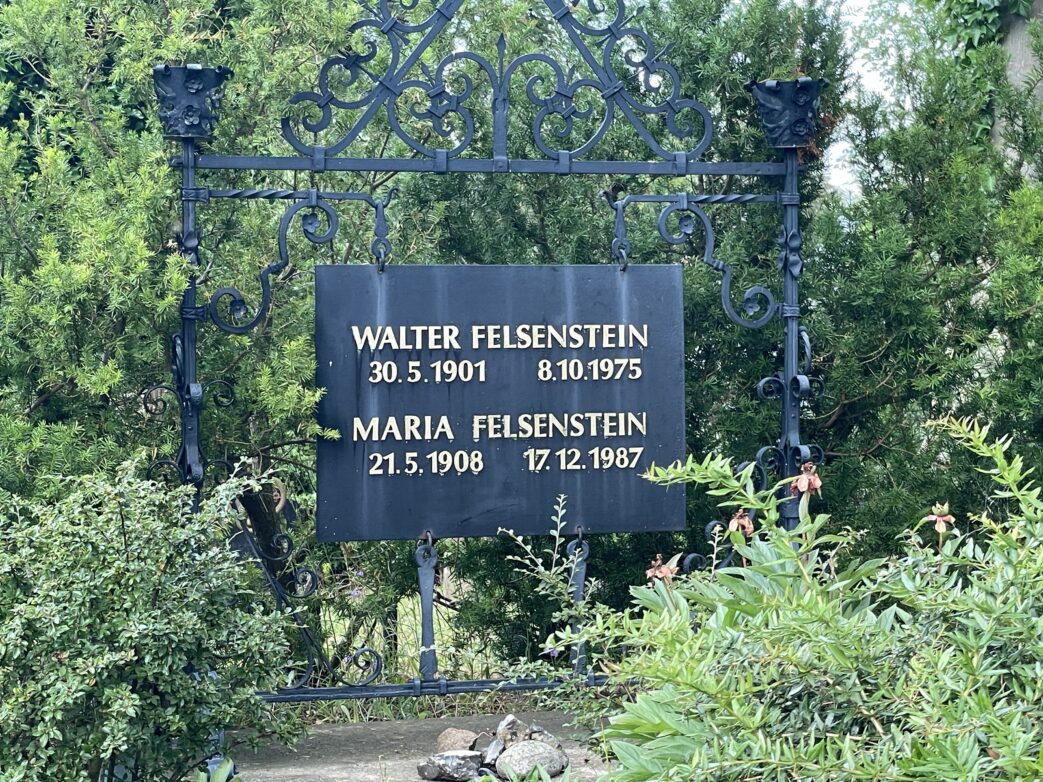 WALTER FELSENSTEIN
30.5.1901 8.10.1975
MARIA FELSENSTEIN
21.5.1908 17.12.1987